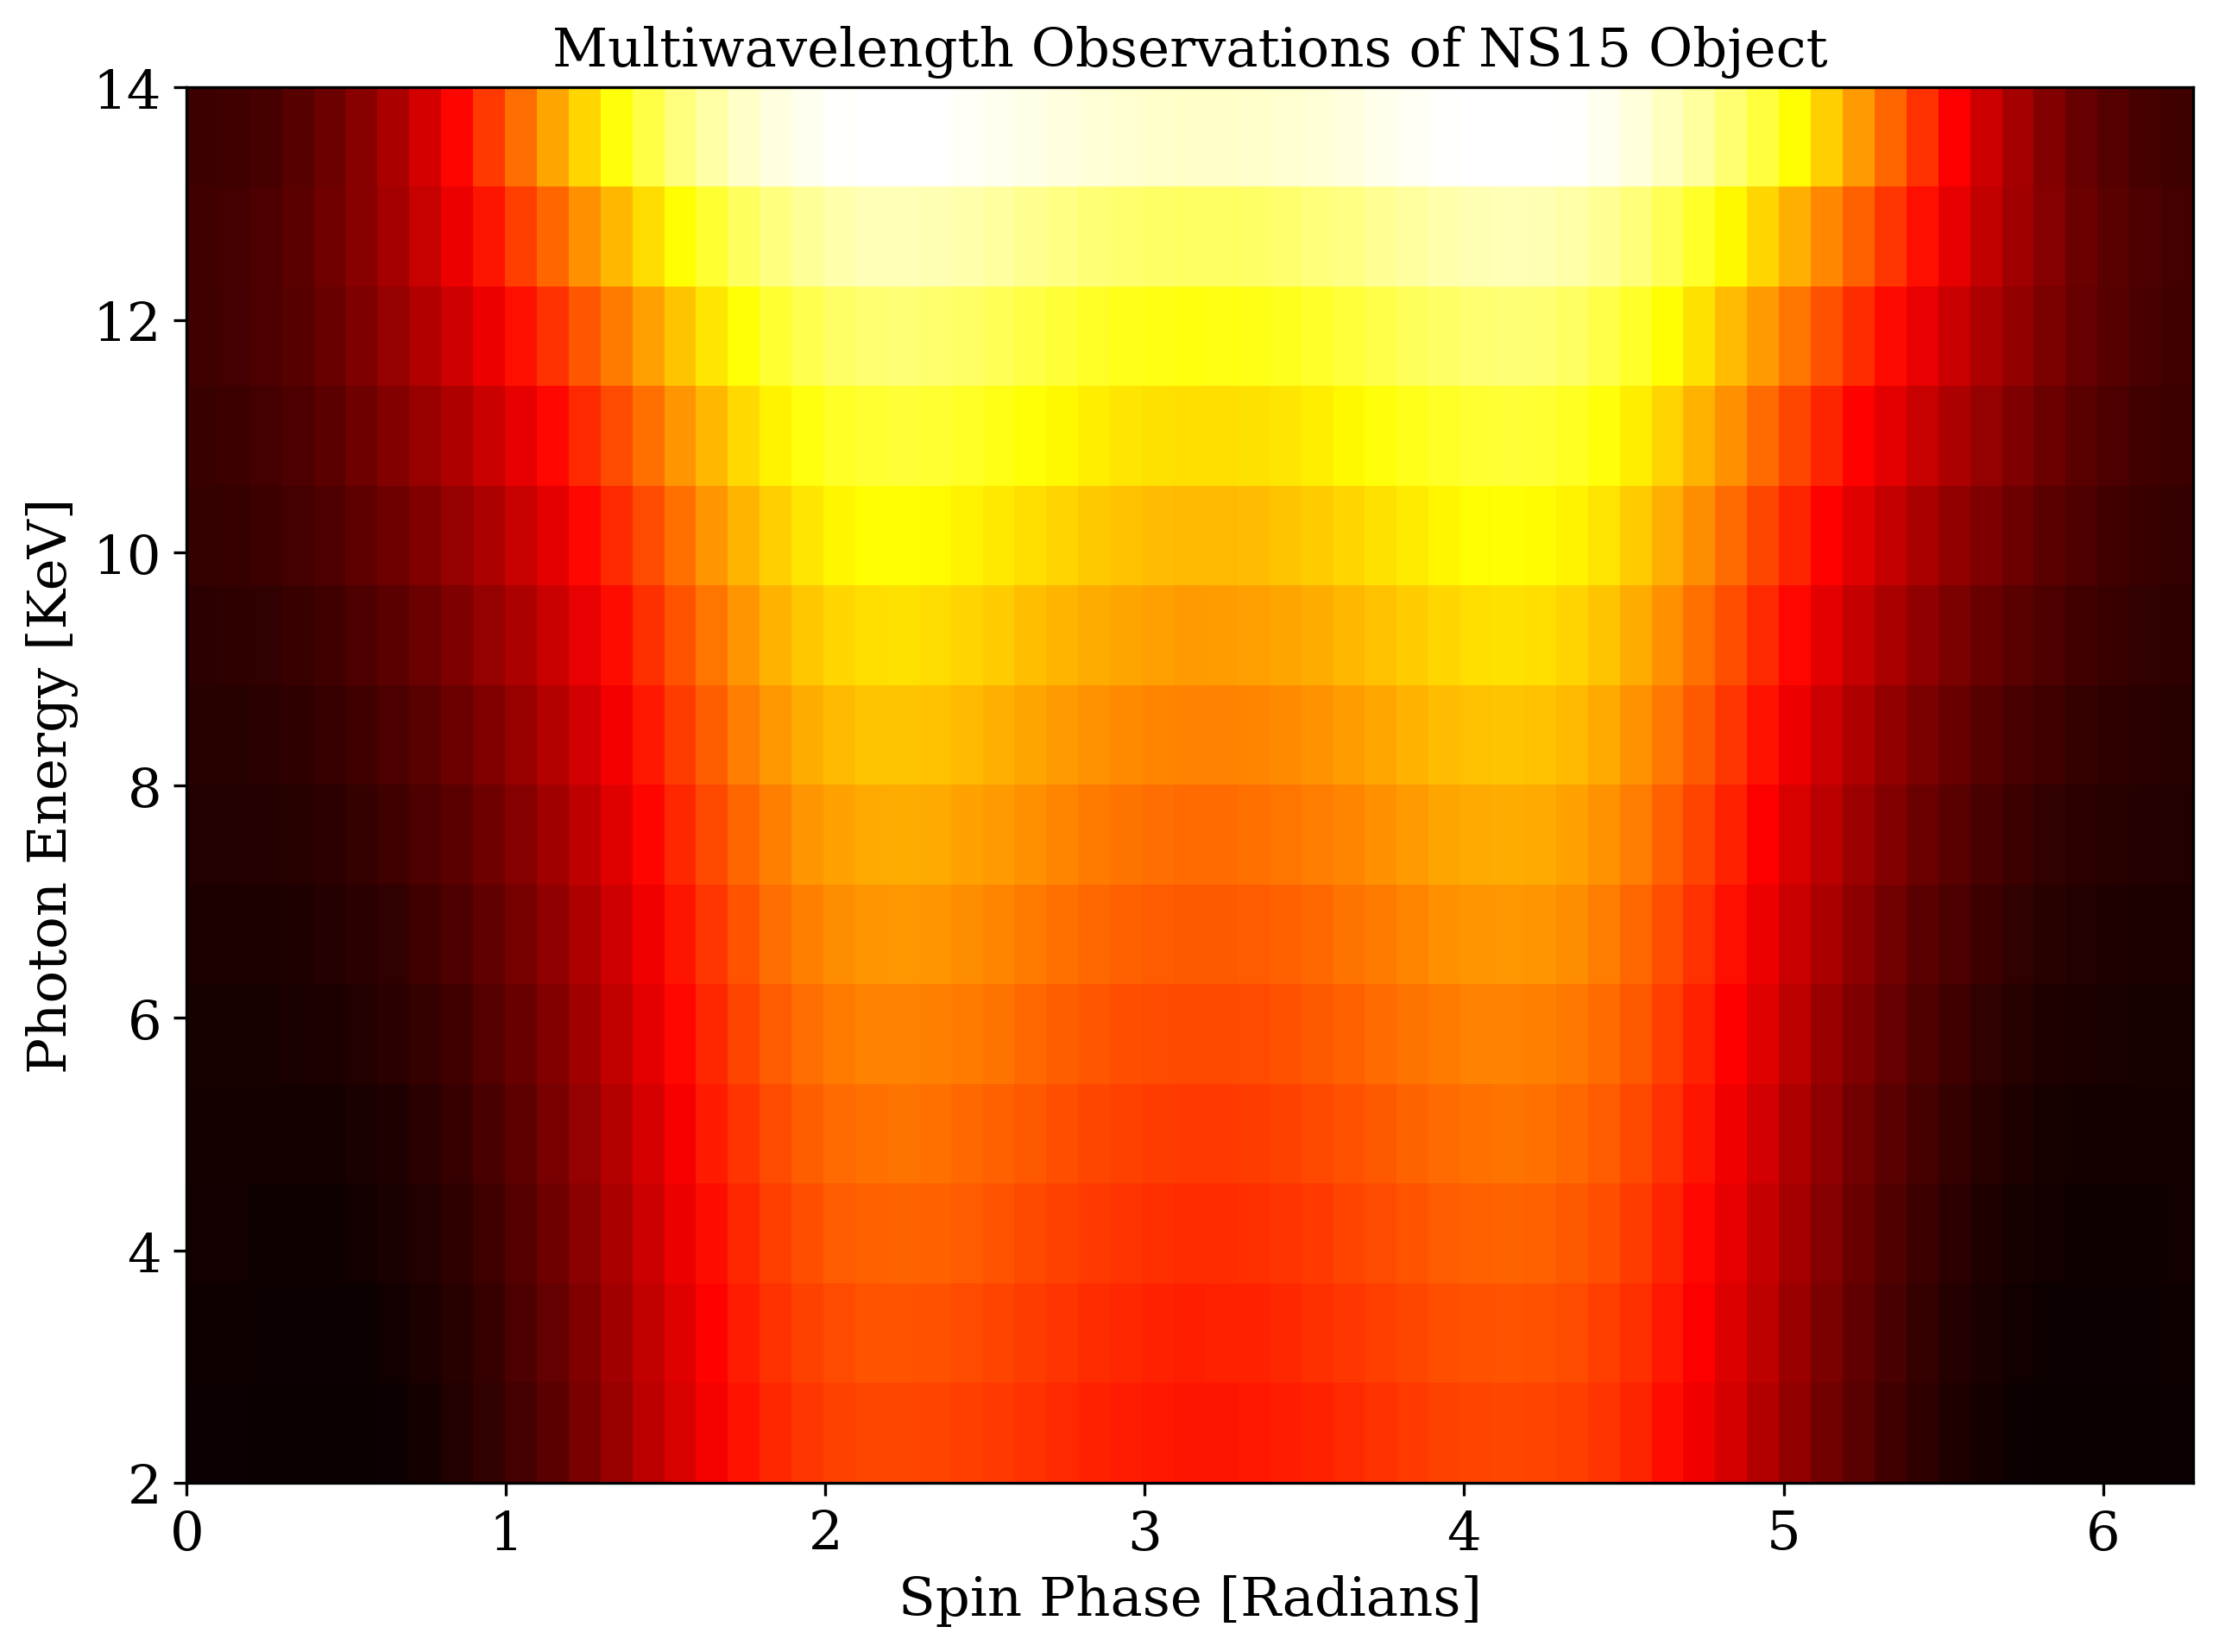 Multiwavelength Observations of NS15 Object
14
12
10
8
6
4
2
Photon Energy [KeV]
0 1 2 3 4 5 6
Spin Phase [Radians]